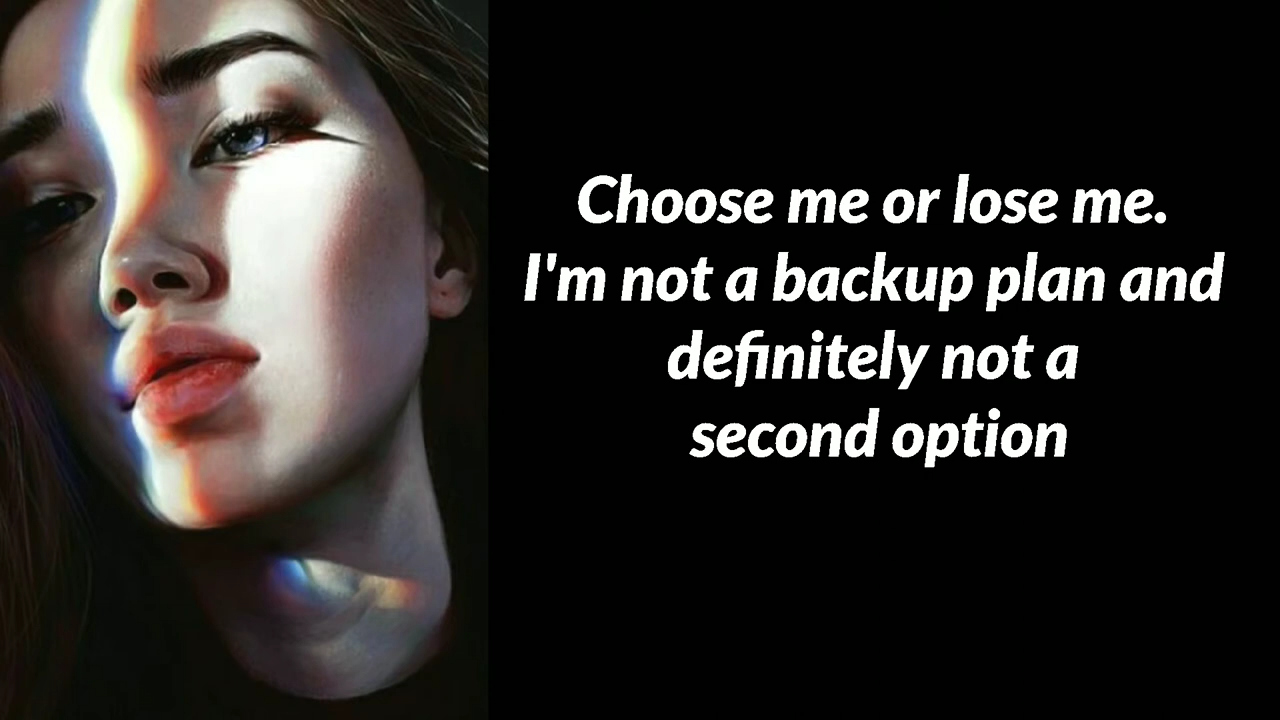 Choose me or lose me.
I'm not a backup plan and
definitely not a
second option